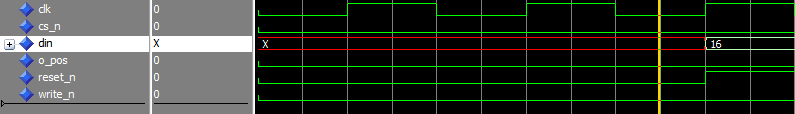 clk 0
cs_n 0
din X X 16
o_pos 0
reset_n 0
write_n 0